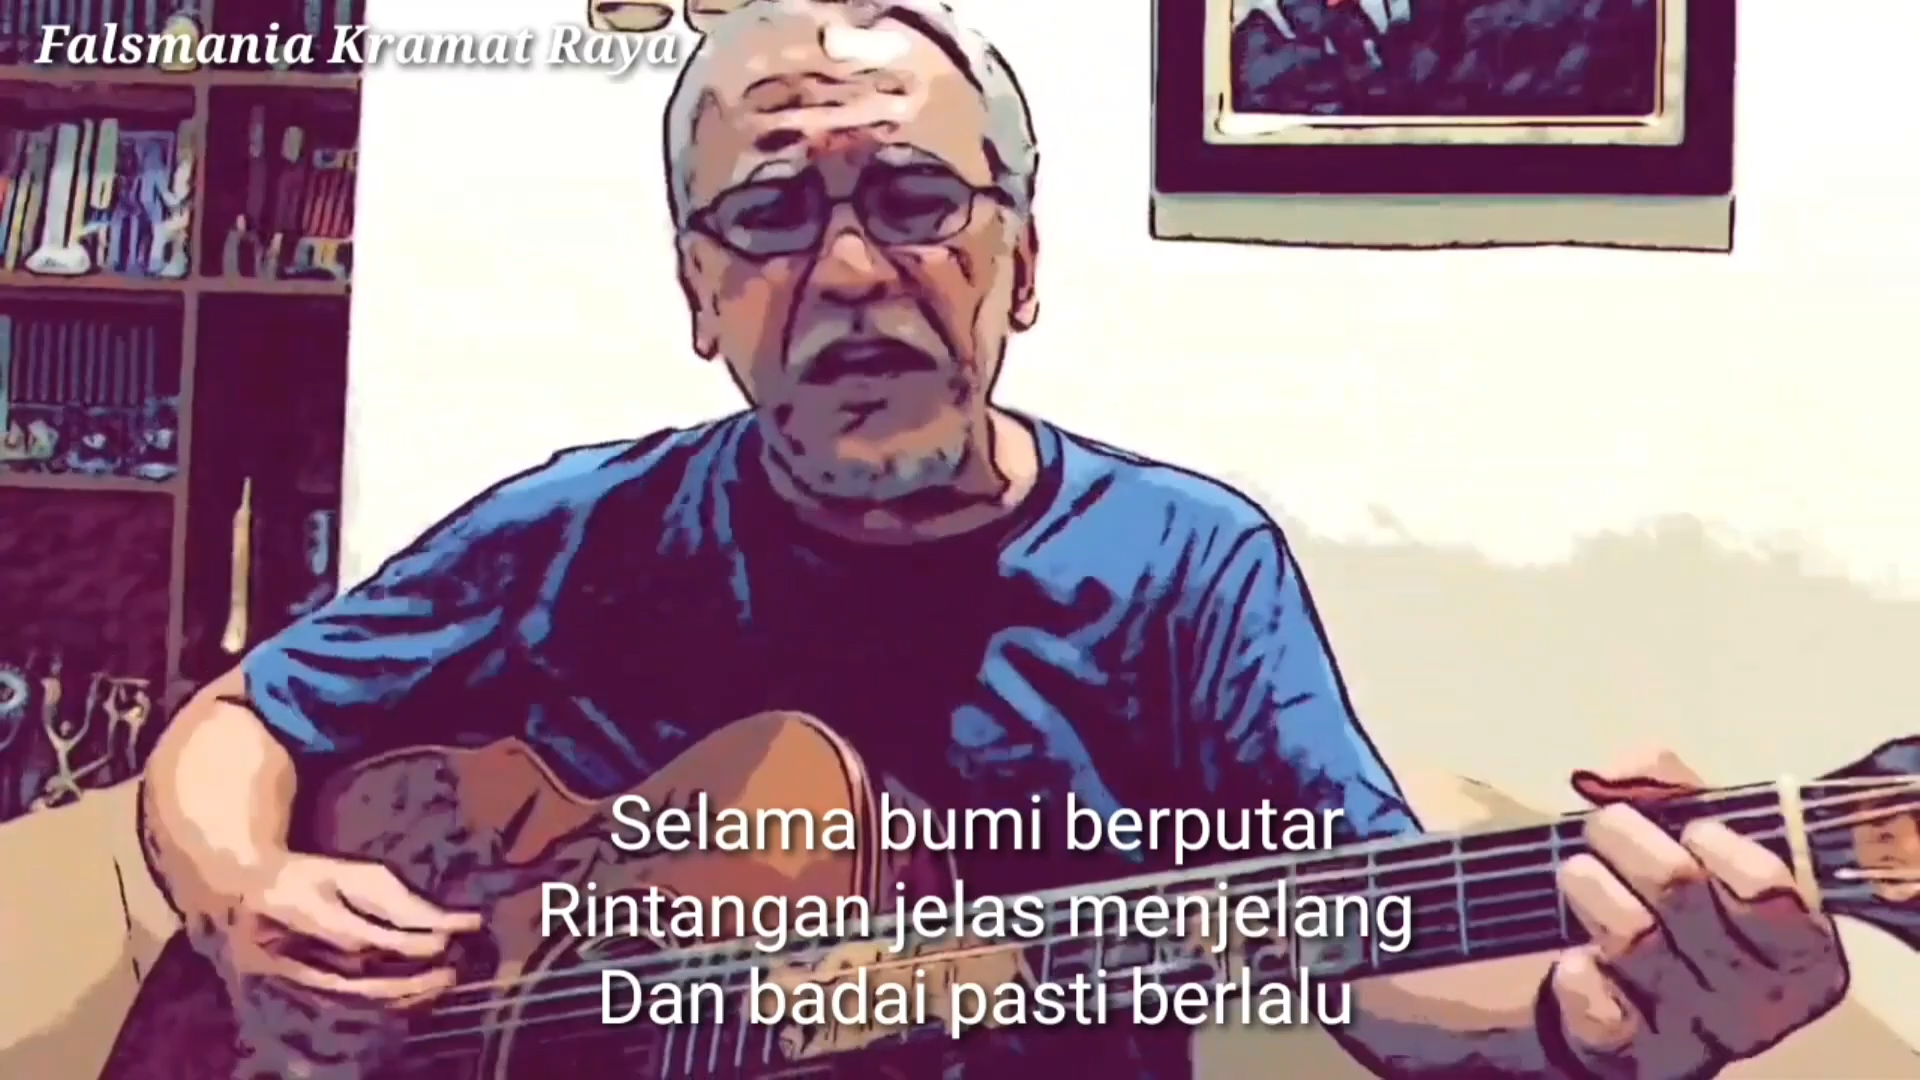 Falsmania Kramat Raya
Selama bumi berputar
Rintangan jelas menjelang
Dan badai pasti berlalu